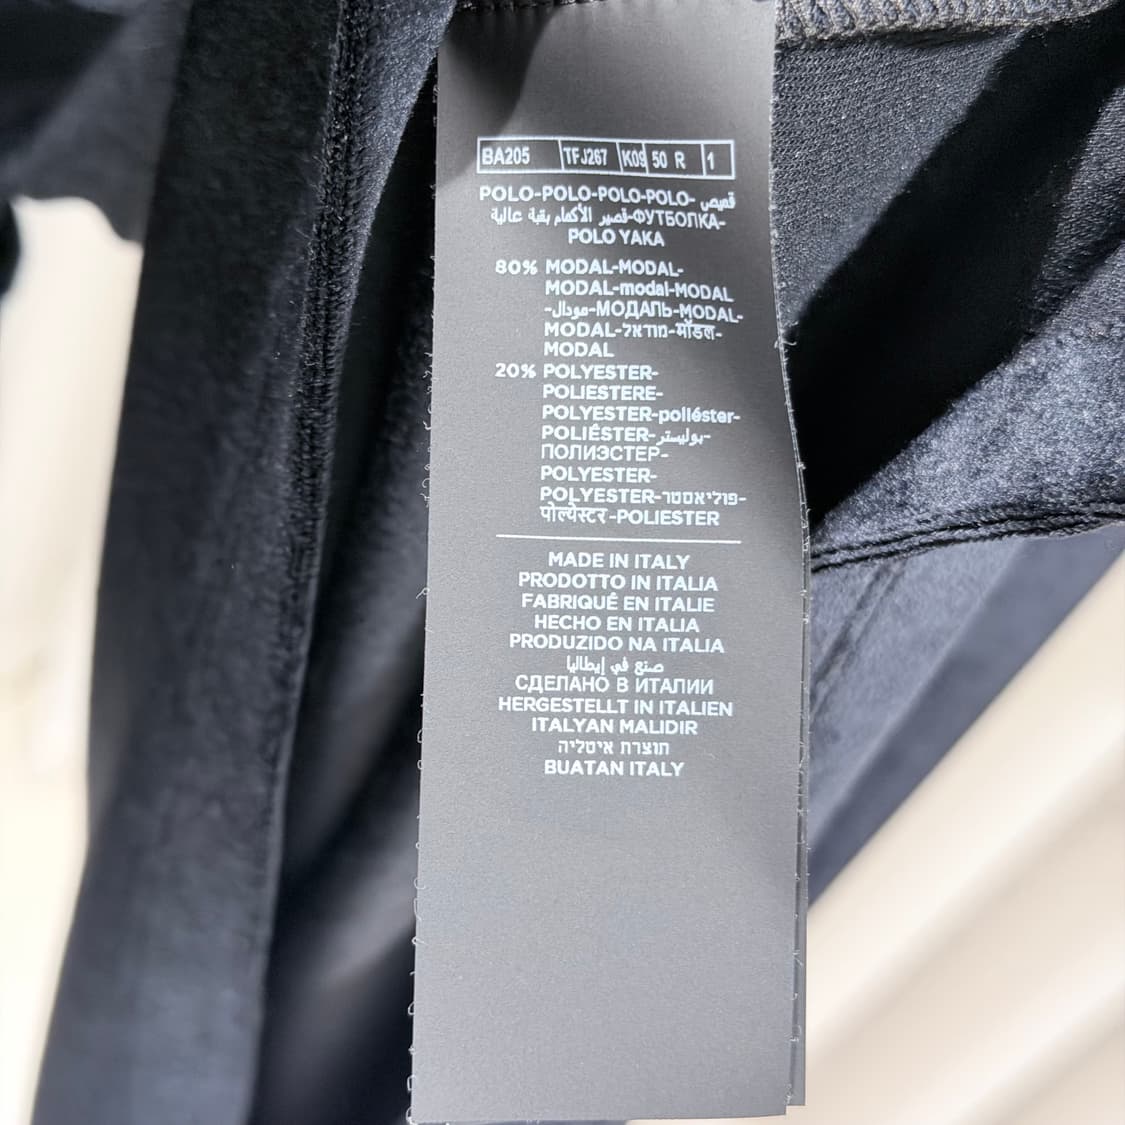 BA205 TFJ267 K09 50 R 1
POLO-POLO-POLO-POLO- قميص
قصير الأكمام بقبة عالية-ФУТБОЛКА-
POLO YAKA
80% MODAL-MODAL-
MODAL-modal-MODAL
-مودال-МОДАЛЬ-MODAL-
MODAL-מודאל-मोडल-
MODAL
20% POLYESTER-
POLIESTERE-
POLYESTER-poliéster-
POLIÉSTER-بوليستر-
ПОЛИЭСТЕР-
POLYESTER-
POLYESTER-פוליאסטר-
पोल्येस्टर-POLIESTER
MADE IN ITALY
PRODOTTO IN ITALIA
FABRIQUÉ EN ITALIE
HECHO EN ITALIA
PRODUZIDO NA ITALIA
صنع في إيطاليا
СДЕЛАНО В ИТАЛИИ
HERGESTELLT IN ITALIEN
ITALYAN MALIDIR
תוצרת איטליה
BUATAN ITALY